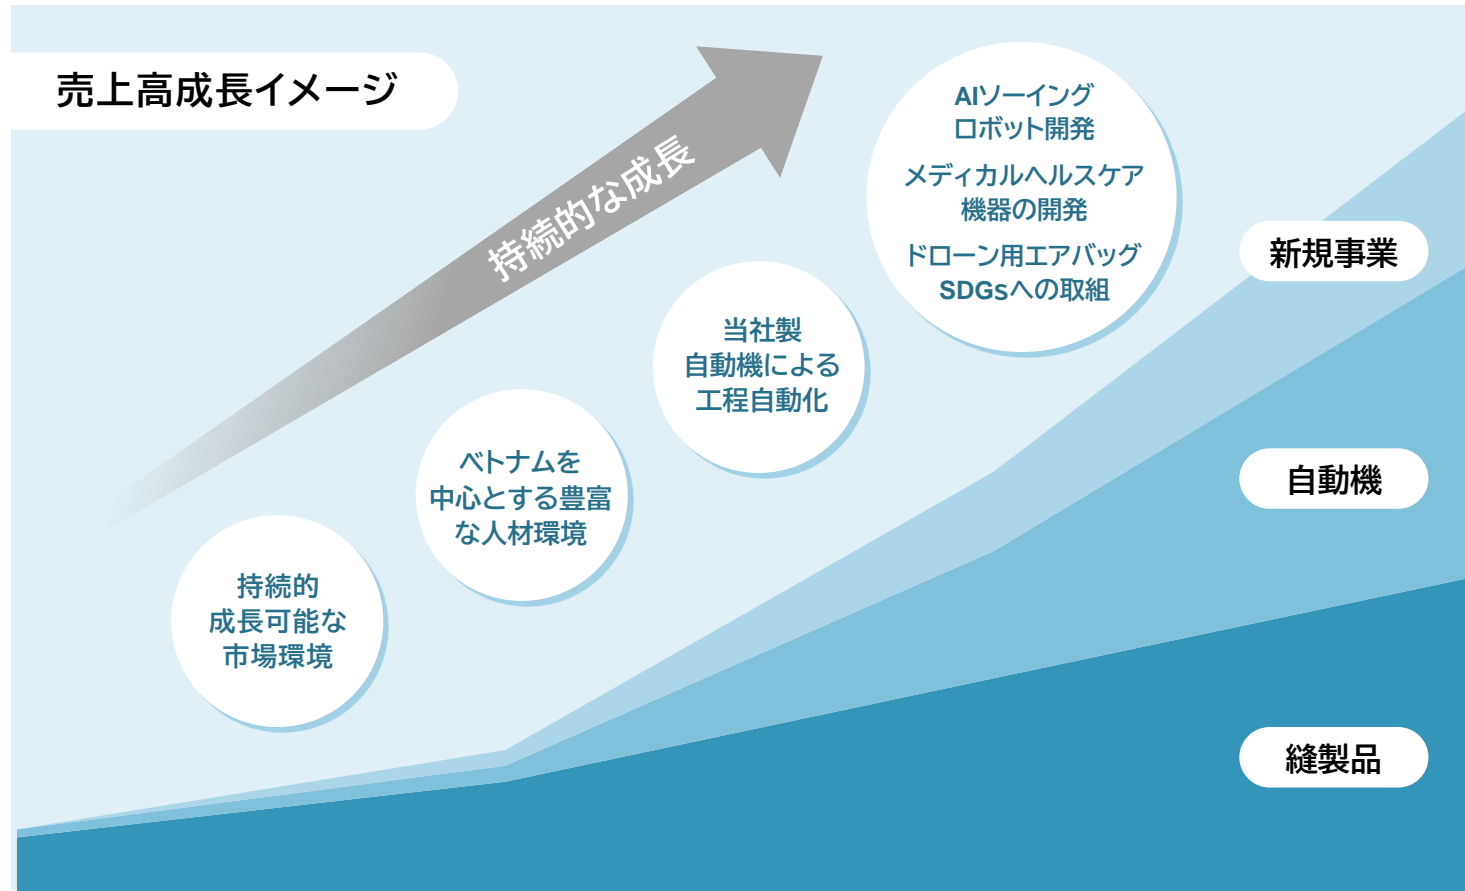 売上高成長イメージ
持続的な成長
AIソーイング
ロボット開発
メディカルヘルスケア
機器の開発
ドローン用エアバッグ
SDGsへの取組
当社製
自動機による
工程自動化
ベトナムを
中心とする豊富
な人材環境
持続的
成長可能な
市場環境
新規事業
自動機
縫製品